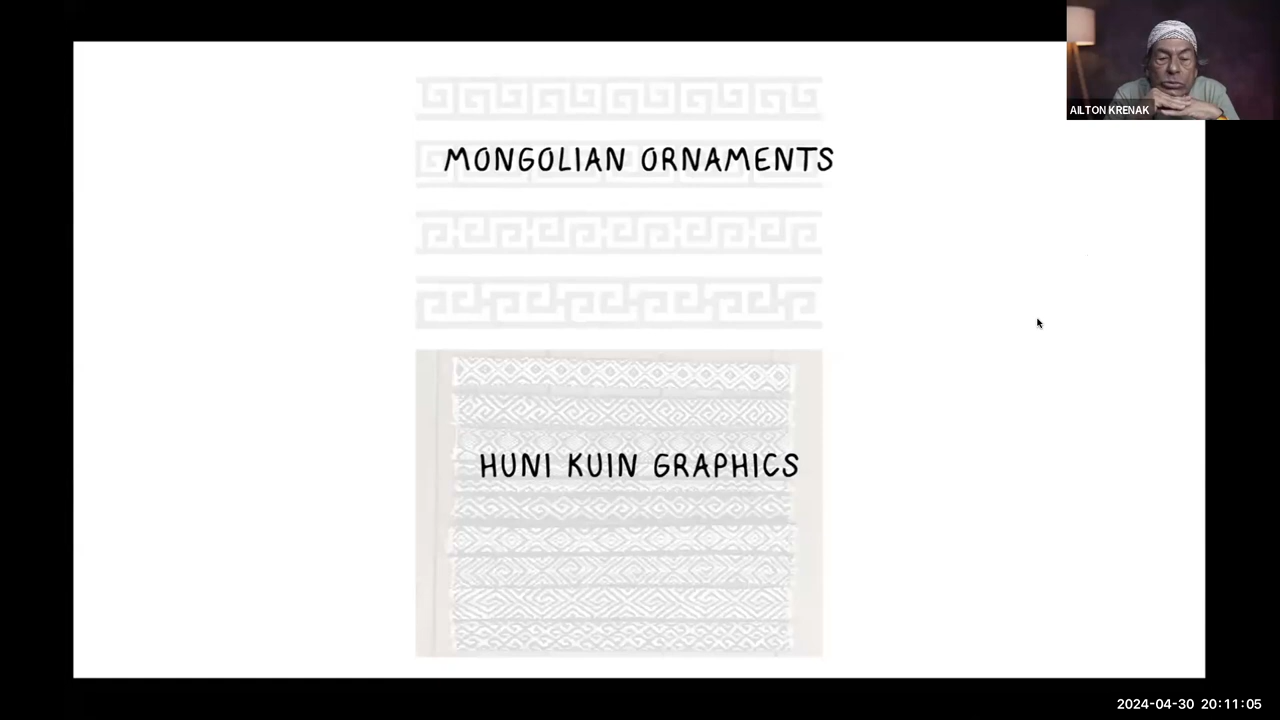 AILTON KRENAK
MONGOLIAN ORNAMENTS
HUNI KUIN GRAPHICS
2024-04-30 20:11:05